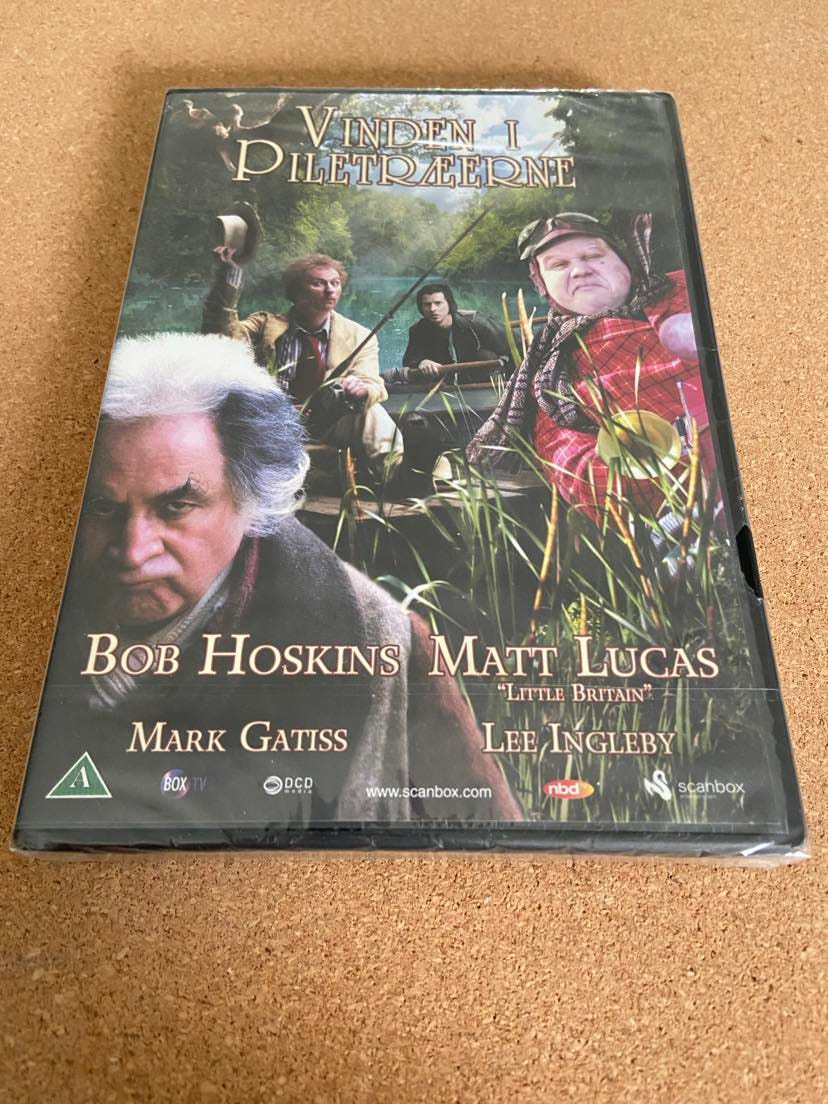 VINDEN I
PILETRÆERNE
BOB HOSKINS MATT LUCAS
"LITTLE BRITAIN"
MARK GATISS LEE INGLEBY
A BOX TV DCD media www.scanbox.com nbd scanbox